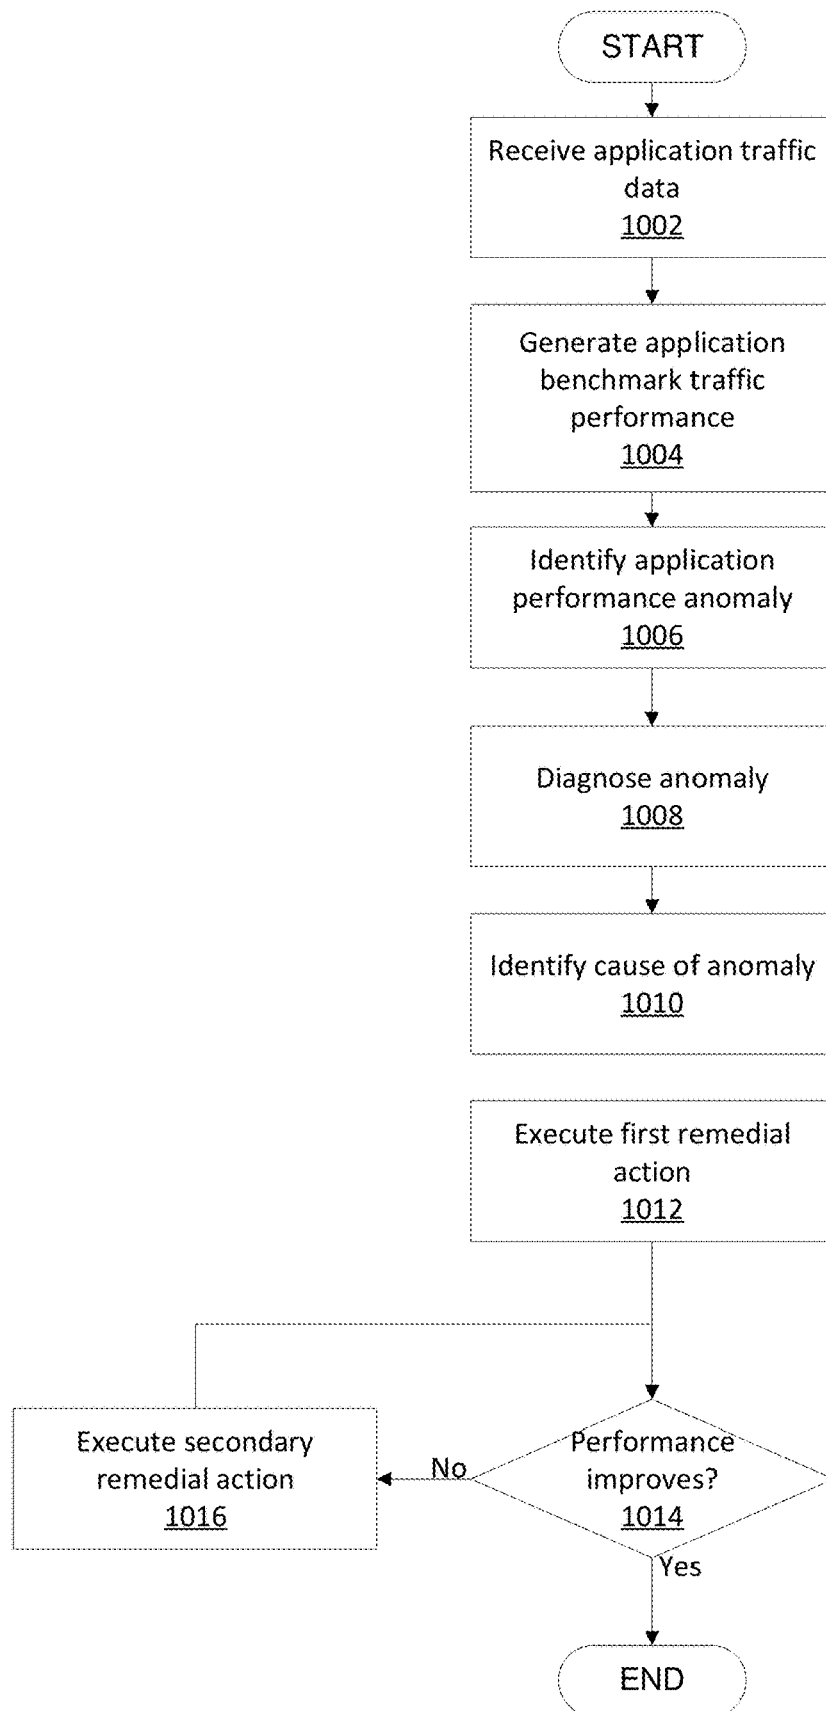 START
Receive application traffic
data
1002
Generate application
benchmark traffic
performance
1004
Identify application
performance anomaly
1006
Diagnose anomaly
1008
Identify cause of anomaly
1010
Execute first remedial
action
1012
Performance
improves?
1014
No
Execute secondary
remedial action
1016
Yes
END